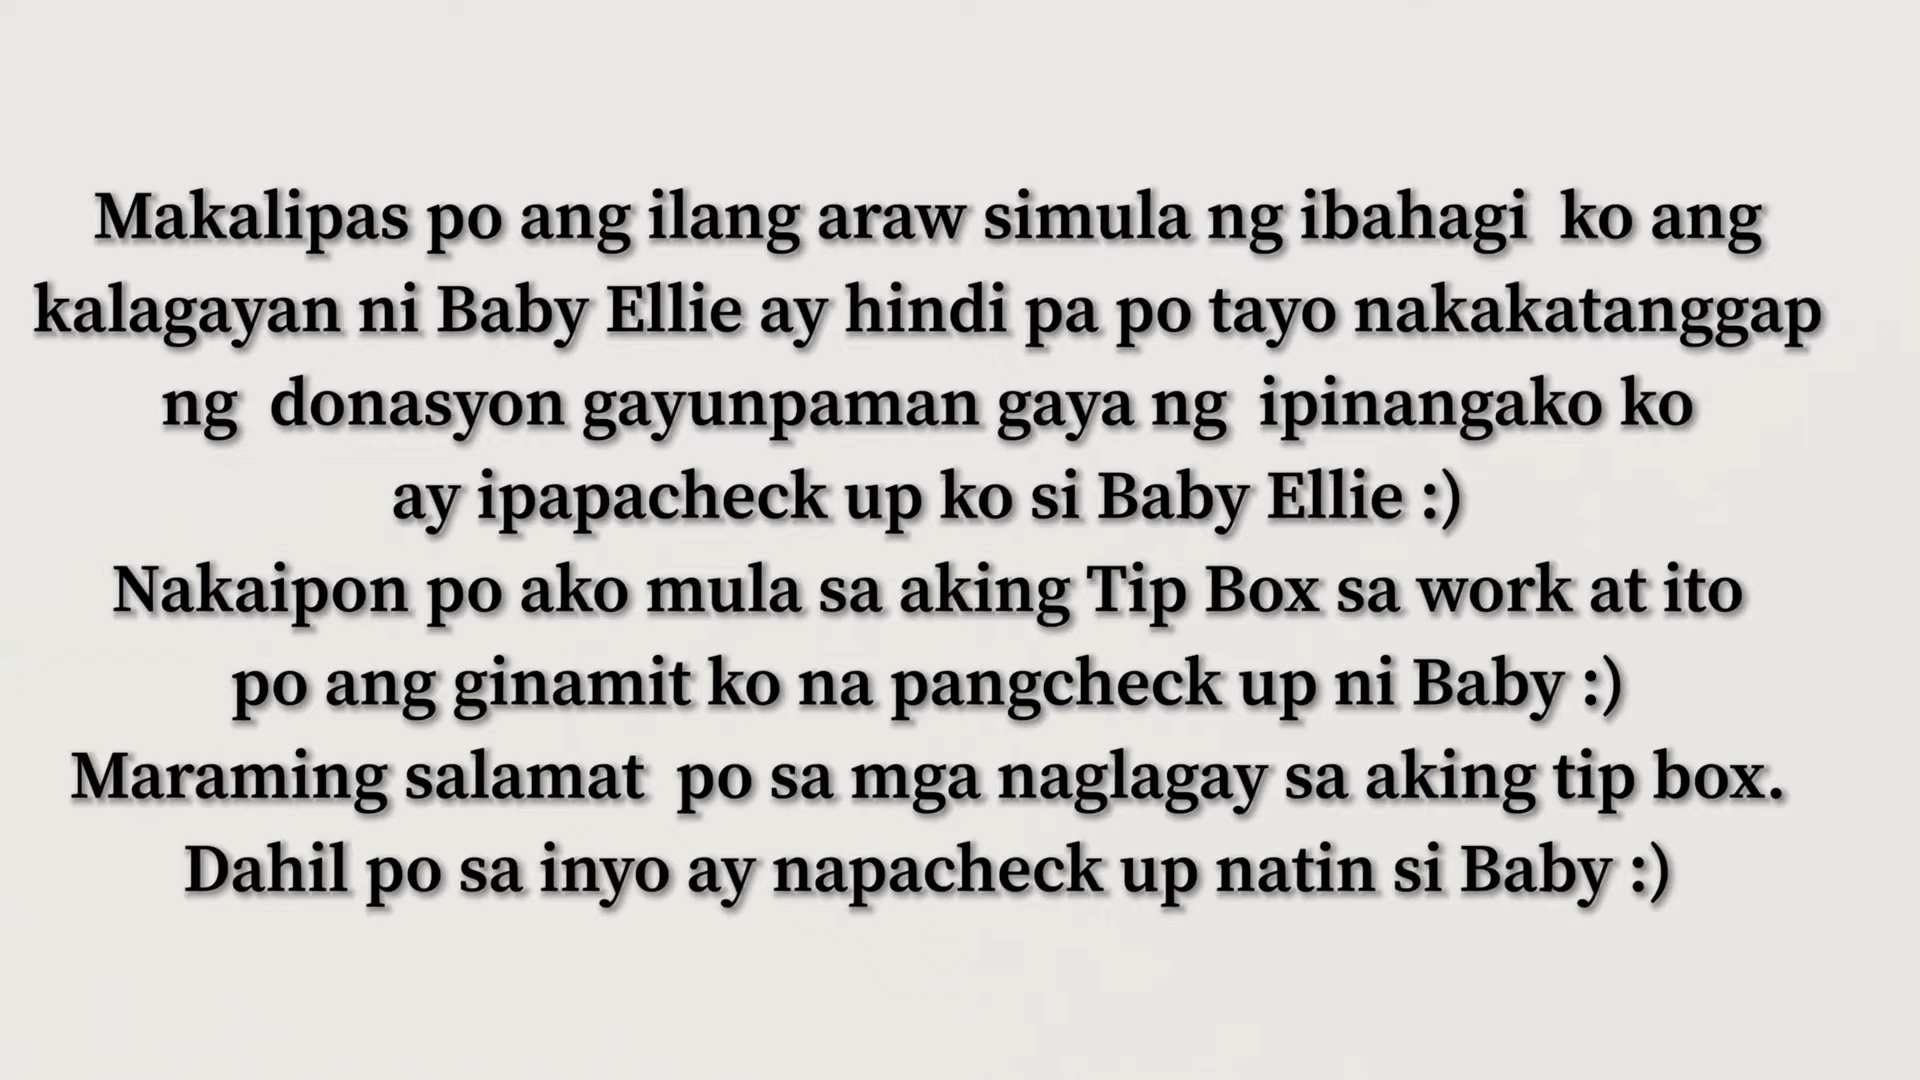 Makalipas po ang ilang araw simula ng ibahagi  ko ang
kalagayan ni Baby Ellie ay hindi pa po tayo nakakatanggap
ng  donasyon gayunpaman gaya ng  ipinangako ko
ay ipapacheck up ko si Baby Ellie :)
Nakaipon po ako mula sa aking Tip Box sa work at ito
po ang ginamit ko na pangcheck up ni Baby :)
Maraming salamat  po sa mga naglagay sa aking tip box.
Dahil po sa inyo ay napacheck up natin si Baby :)